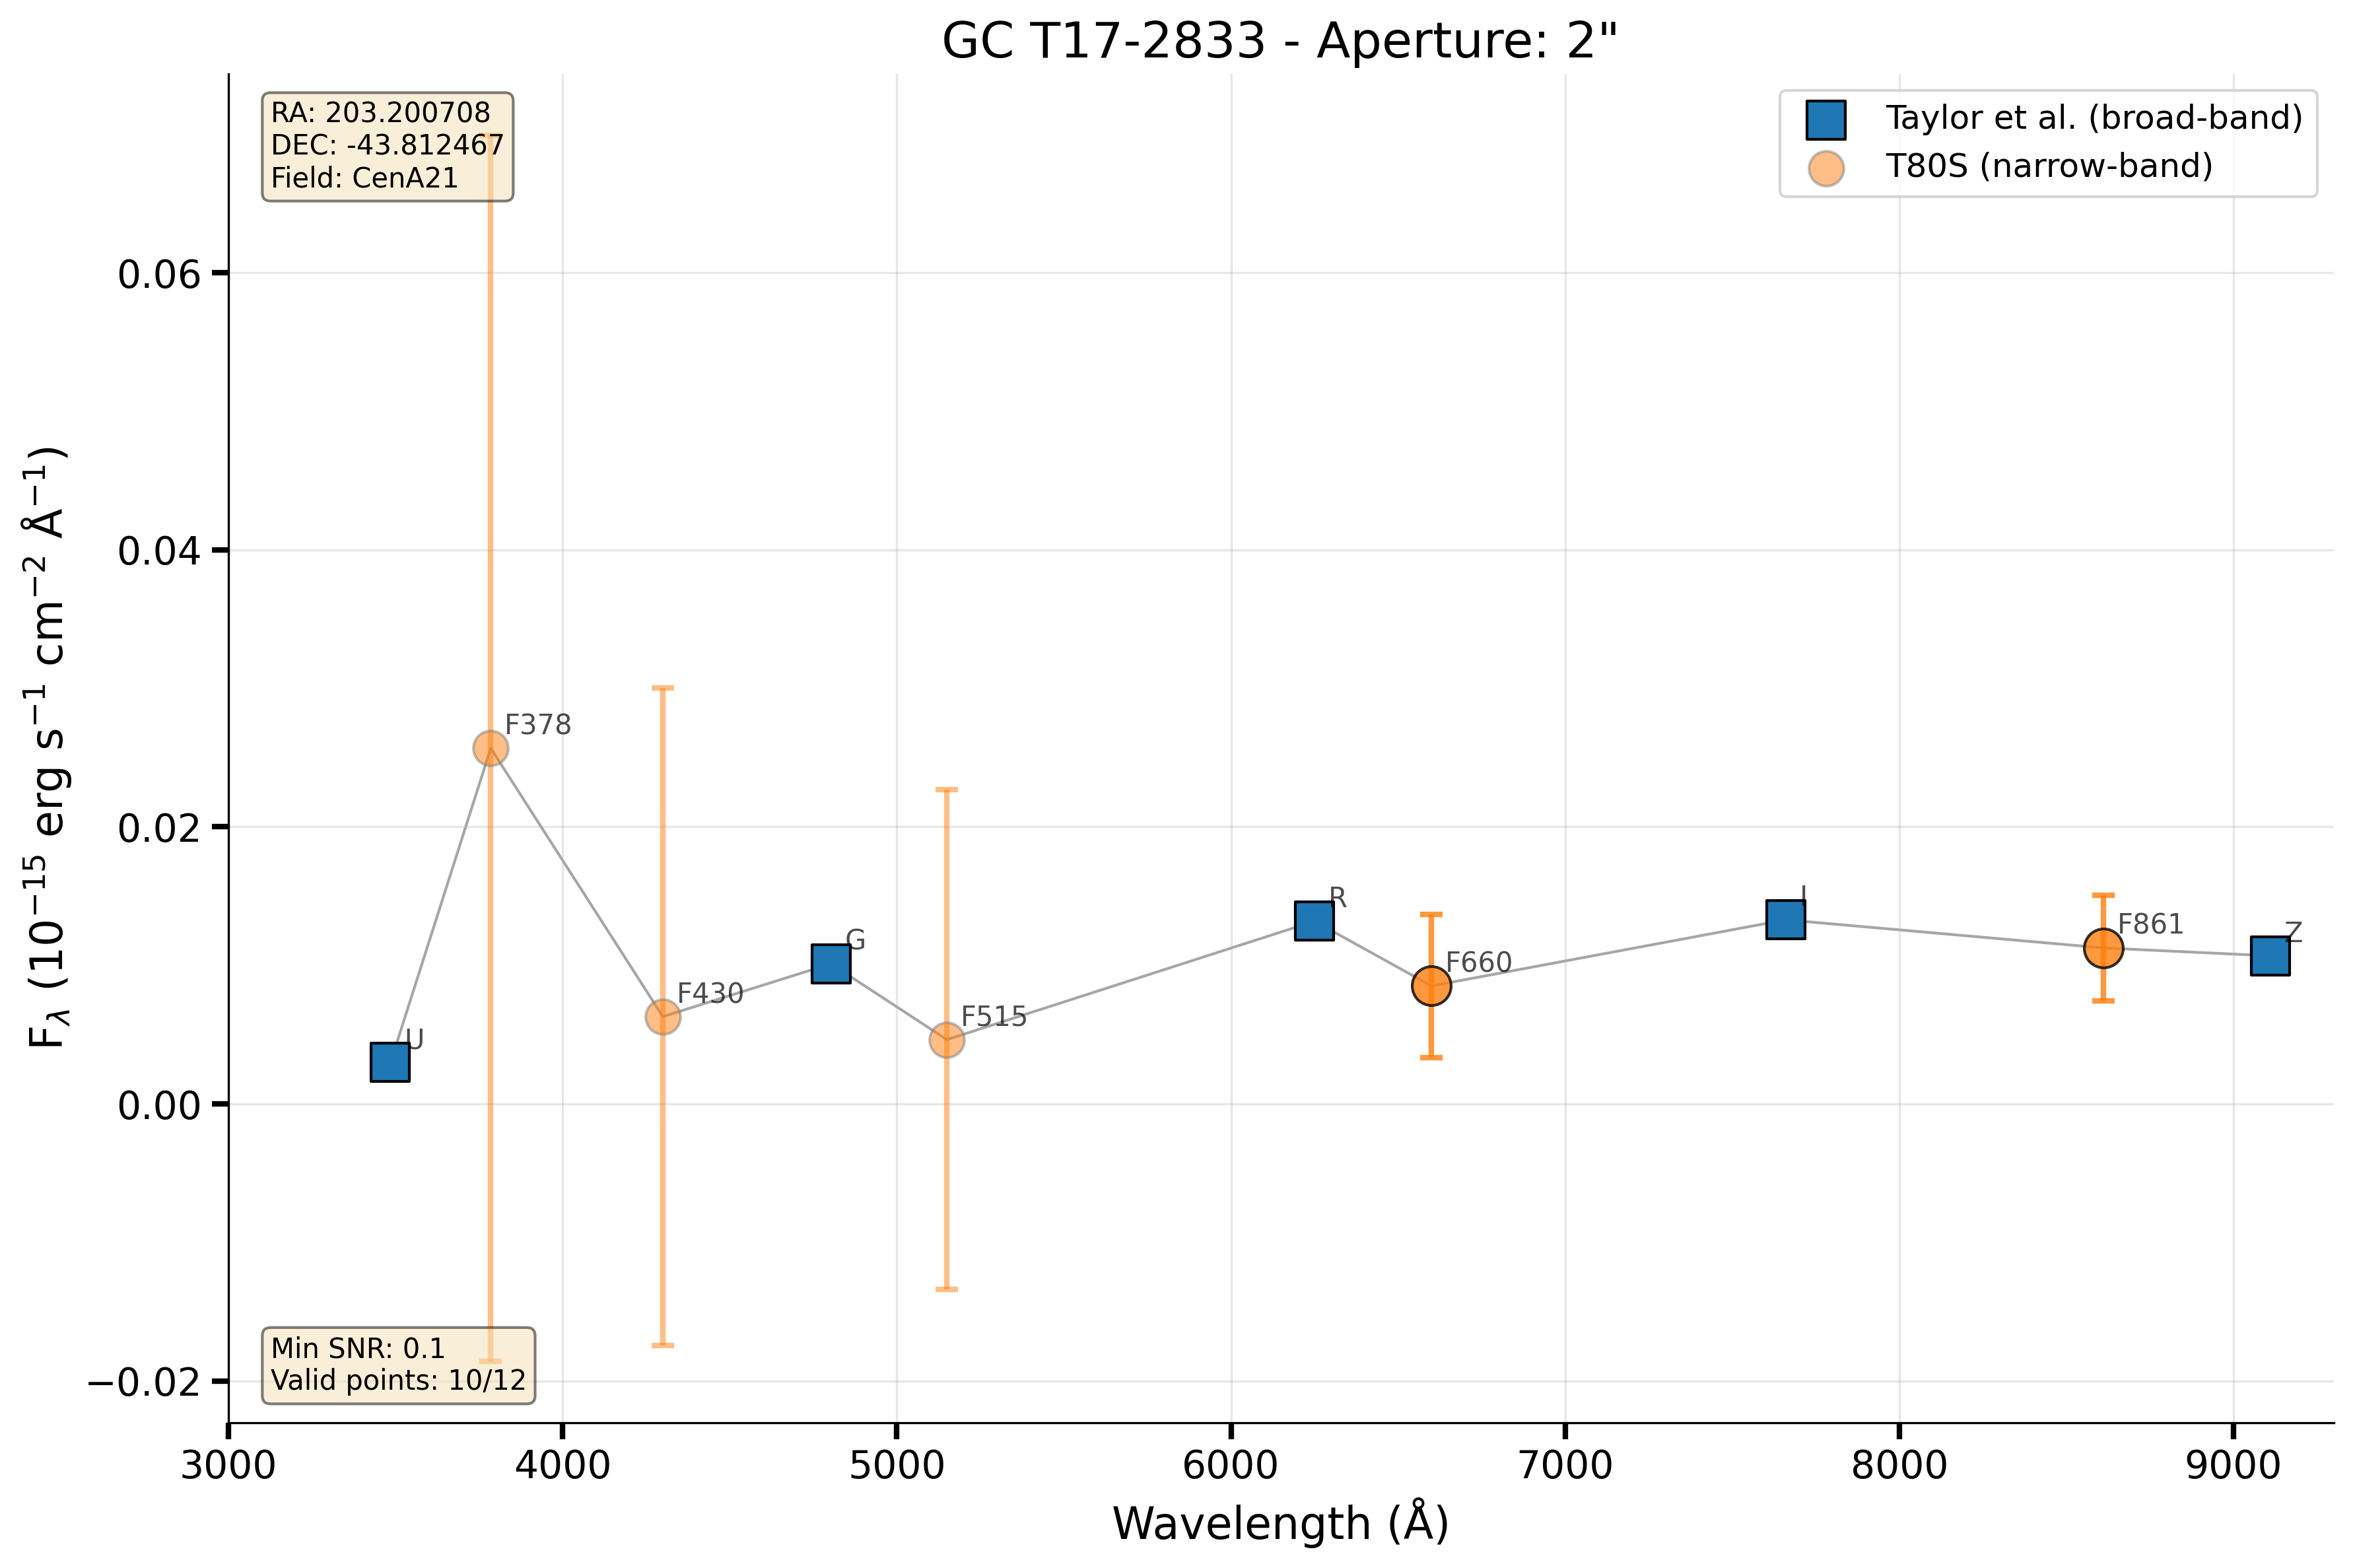 GC T17-2833 - Aperture: 2"
RA: 203.200708
DEC: -43.812467
Field: CenA21
Taylor et al. (broad-band)
T80S (narrow-band)
F_λ (10⁻¹⁵ erg s⁻¹ cm⁻² Å⁻¹)
0.06
0.04
0.02
0.00
−0.02
U
F378
F430
G
F515
R
F660
I
F861
Z
Min SNR: 0.1
Valid points: 10/12
3000
4000
5000
6000
7000
8000
9000
Wavelength (Å)